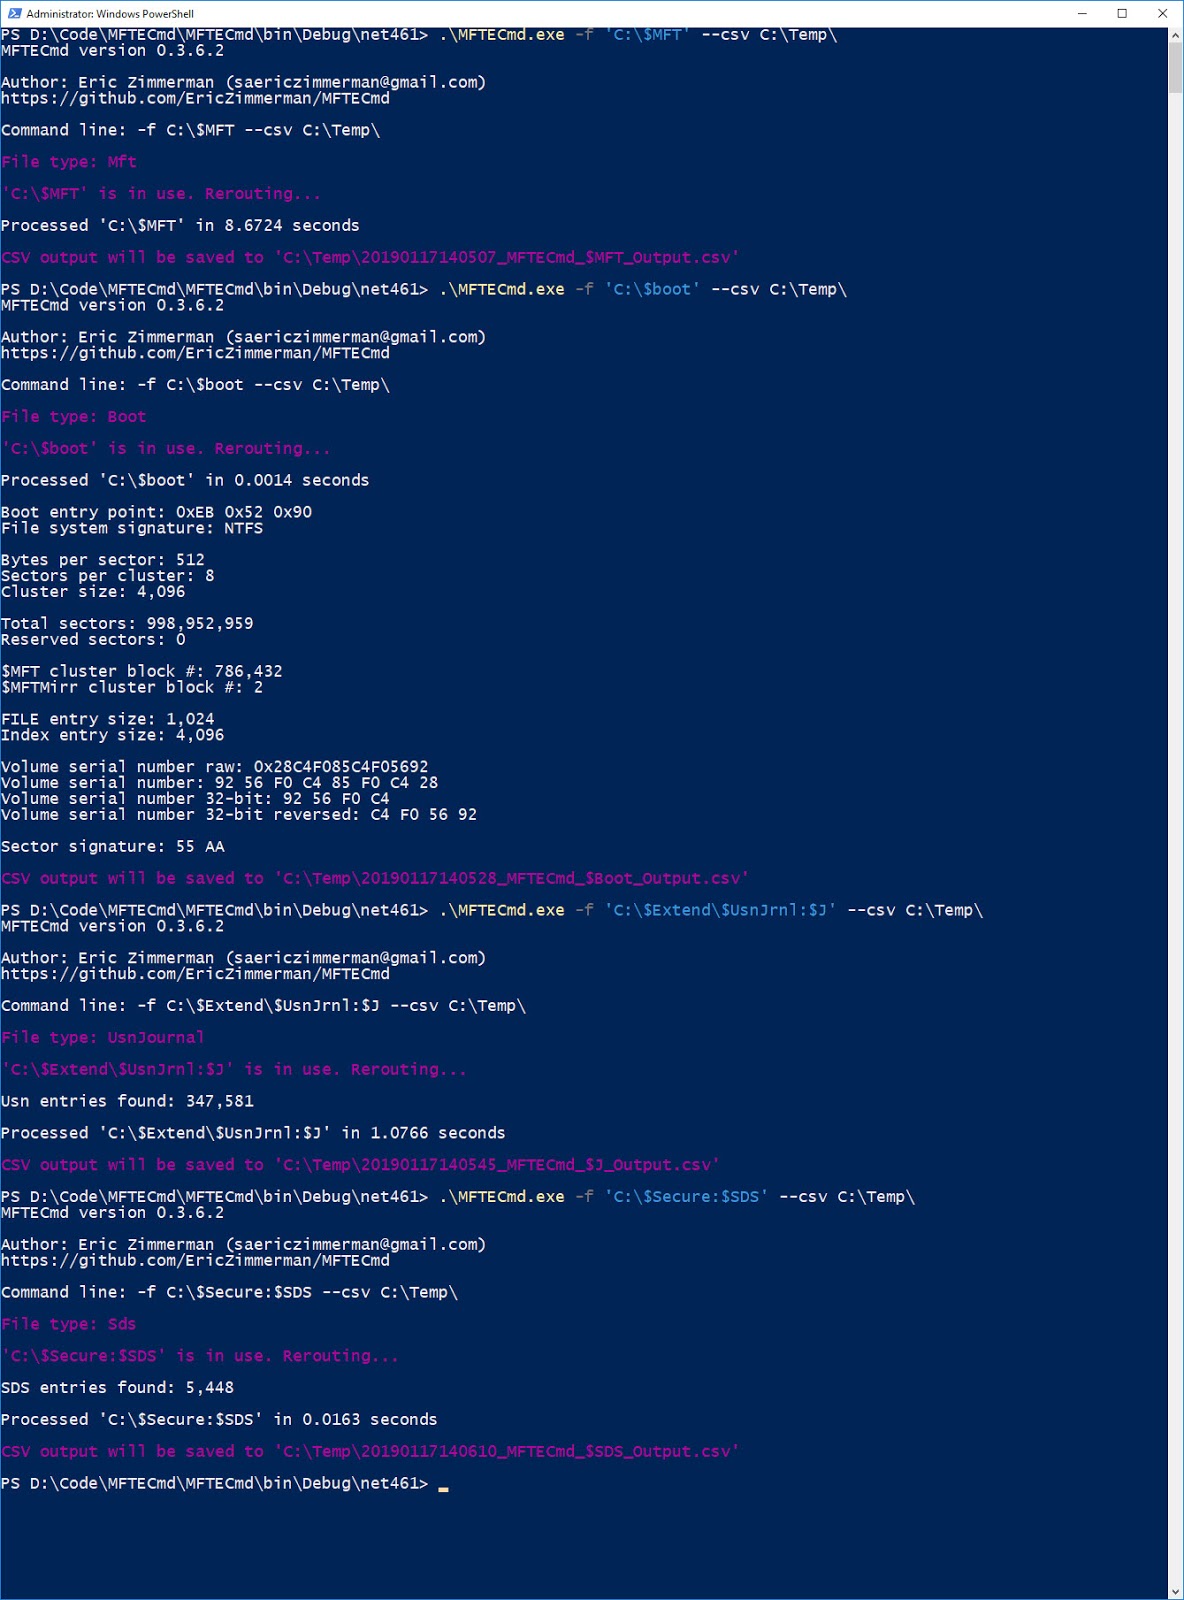 Administrator: Windows PowerShell
PS D:\Code\MFTECmd\MFTECmd\bin\Debug\net461> .\MFTECmd.exe -f 'C:\$MFT' --csv C:\Temp\
MFTECmd version 0.3.6.2
Author: Eric Zimmerman (saericzimmerman@gmail.com)
https://github.com/EricZimmerman/MFTECmd
Command line: -f C:\$MFT --csv C:\Temp\
File type: Mft
'C:\$MFT' is in use. Rerouting...
Processed 'C:\$MFT' in 8.6724 seconds
CSV output will be saved to 'C:\Temp\20190117140507_MFTECmd_$MFT_Output.csv'
PS D:\Code\MFTECmd\MFTECmd\bin\Debug\net461> .\MFTECmd.exe -f 'C:\$boot' --csv C:\Temp\
MFTECmd version 0.3.6.2
Author: Eric Zimmerman (saericzimmerman@gmail.com)
https://github.com/EricZimmerman/MFTECmd
Command line: -f C:\$boot --csv C:\Temp\
File type: Boot
'C:\$boot' is in use. Rerouting...
Processed 'C:\$boot' in 0.0014 seconds
Boot entry point: 0xEB 0x52 0x90
File system signature: NTFS
Bytes per sector: 512
Sectors per cluster: 8
Cluster size: 4,096
Total sectors: 998,952,959
Reserved sectors: 0
$MFT cluster block #: 786,432
$MFTMirr cluster block #: 2
FILE entry size: 1,024
Index entry size: 4,096
Volume serial number raw: 0x28C4F085C4F05692
Volume serial number: 92 56 F0 C4 85 F0 C4 28
Volume serial number 32-bit: 92 56 F0 C4
Volume serial number 32-bit reversed: C4 F0 56 92
Sector signature: 55 AA
CSV output will be saved to 'C:\Temp\20190117140528_MFTECmd_$Boot_Output.csv'
PS D:\Code\MFTECmd\MFTECmd\bin\Debug\net461> .\MFTECmd.exe -f 'C:\$Extend\$UsnJrnl:$J' --csv C:\Temp\
MFTECmd version 0.3.6.2
Author: Eric Zimmerman (saericzimmerman@gmail.com)
https://github.com/EricZimmerman/MFTECmd
Command line: -f C:\$Extend\$UsnJrnl:$J --csv C:\Temp\
File type: UsnJournal
'C:\$Extend\$UsnJrnl:$J' is in use. Rerouting...
Usn entries found: 347,581
Processed 'C:\$Extend\$UsnJrnl:$J' in 1.0766 seconds
CSV output will be saved to 'C:\Temp\20190117140545_MFTECmd_$J_Output.csv'
PS D:\Code\MFTECmd\MFTECmd\bin\Debug\net461> .\MFTECmd.exe -f 'C:\$Secure:$SDS' --csv C:\Temp\
MFTECmd version 0.3.6.2
Author: Eric Zimmerman (saericzimmerman@gmail.com)
https://github.com/EricZimmerman/MFTECmd
Command line: -f C:\$Secure:$SDS --csv C:\Temp\
File type: Sds
'C:\$Secure:$SDS' is in use. Rerouting...
SDS entries found: 5,448
Processed 'C:\$Secure:$SDS' in 0.0163 seconds
CSV output will be saved to 'C:\Temp\20190117140610_MFTECmd_$SDS_Output.csv'
PS D:\Code\MFTECmd\MFTECmd\bin\Debug\net461>